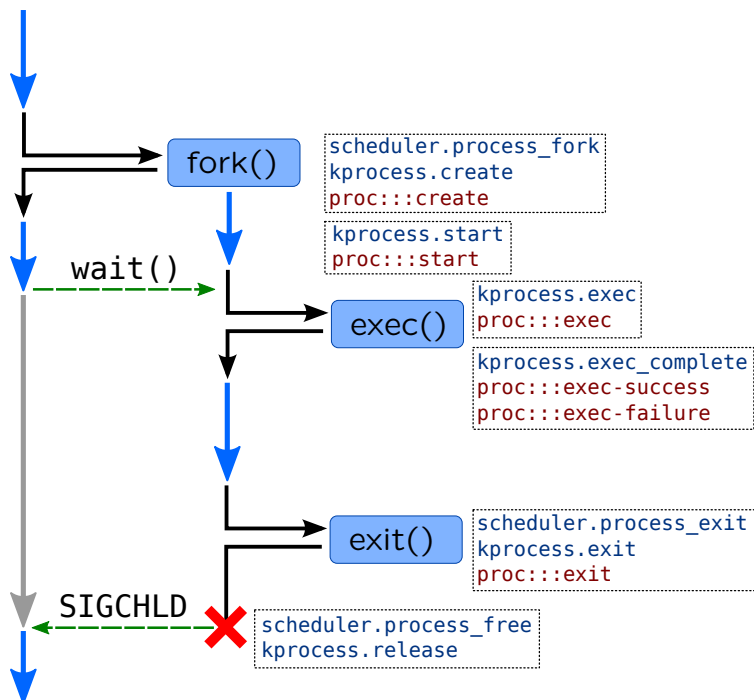 fork()
scheduler.process_fork
kprocess.create
proc:::create
kprocess.start
proc:::start
wait()
exec()
kprocess.exec
proc:::exec
kprocess.exec_complete
proc:::exec-success
proc:::exec-failure
exit()
scheduler.process_exit
kprocess.exit
proc:::exit
SIGCHLD
scheduler.process_free
kprocess.release